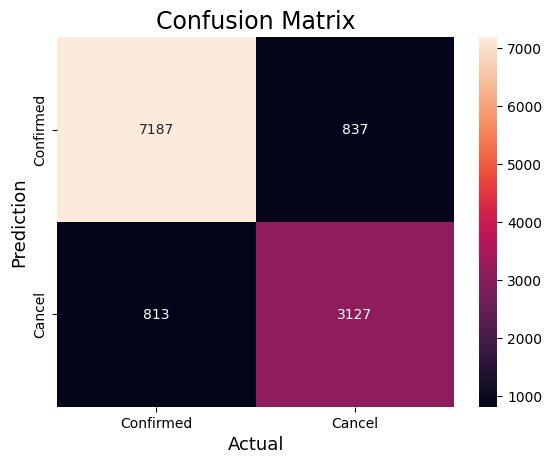 Confusion Matrix
Prediction
Confirmed
Cancel
7187
837
813
3127
Confirmed
Cancel
Actual
7000
6000
5000
4000
3000
2000
1000